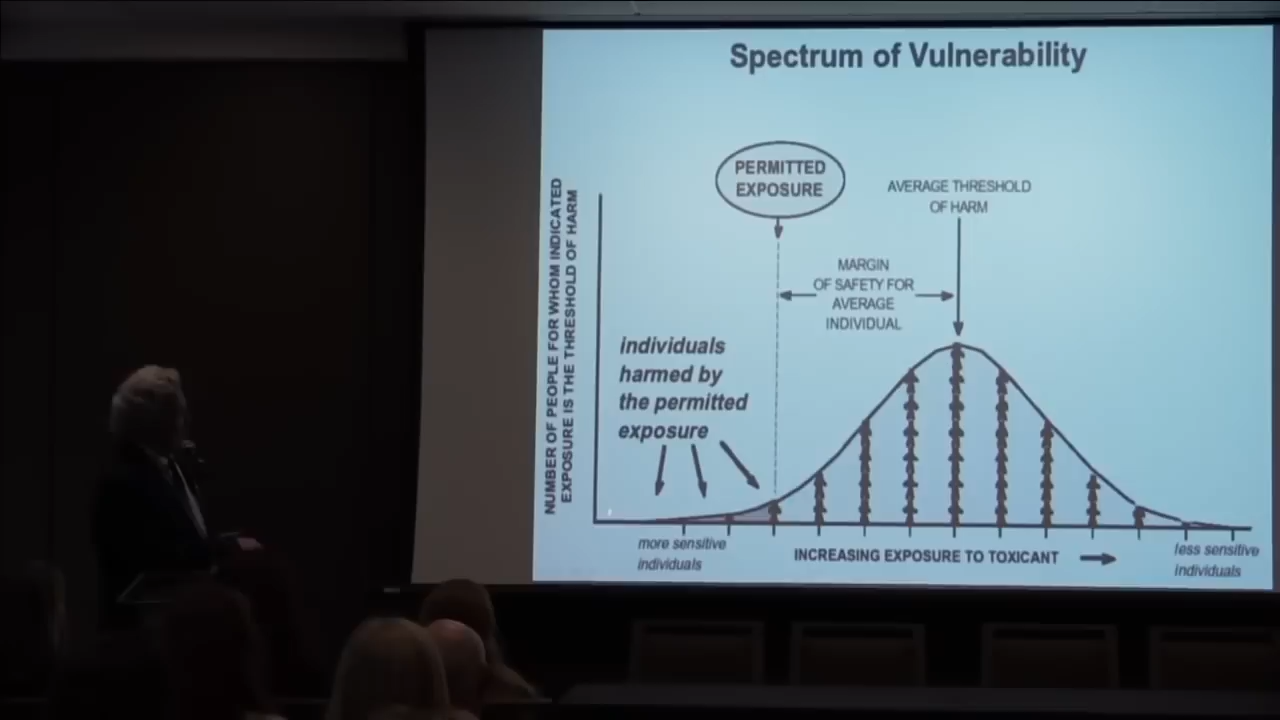 Spectrum of Vulnerability
PERMITTED
EXPOSURE
AVERAGE THRESHOLD
OF HARM
MARGIN
OF SAFETY FOR
AVERAGE
INDIVIDUAL
NUMBER OF PEOPLE FOR WHOM INDICATED
EXPOSURE IS THE THRESHOLD OF HARM
individuals
harmed by
the permitted
exposure
more sensitive
individuals
INCREASING EXPOSURE TO TOXICANT
less sensitive
individuals